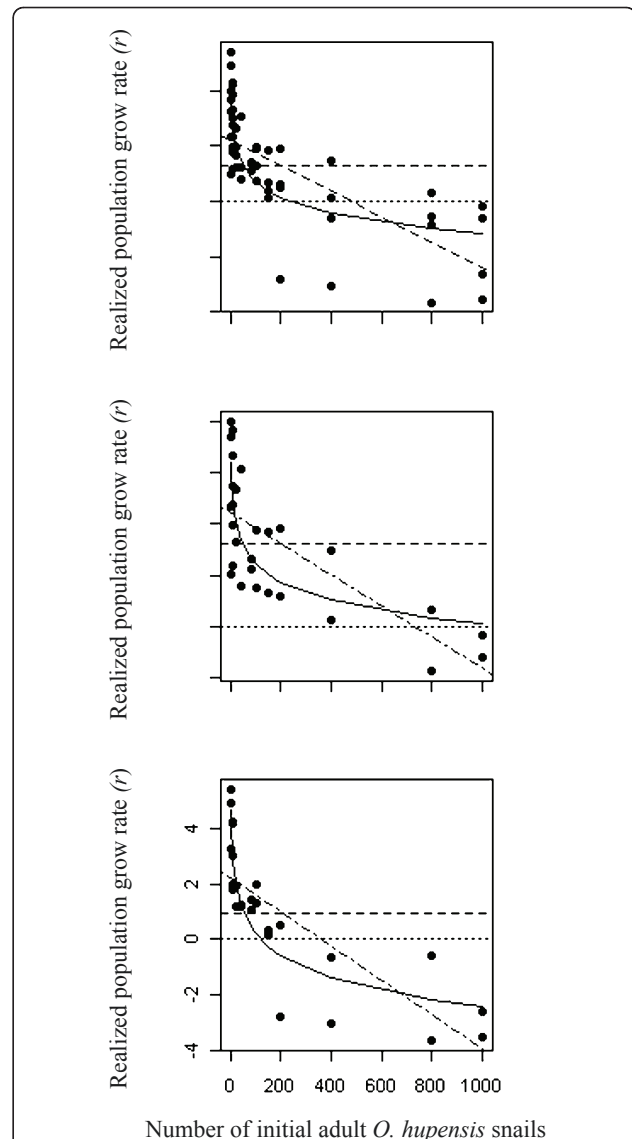 Realized population grow rate (r)
Realized population grow rate (r)
Realized population grow rate (r)
4
2
0
-2
-4
0 200 400 600 800 1000
Number of initial adult O. hupensis snails